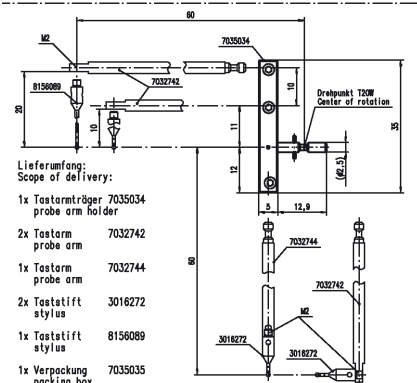 60
M2
7035034
7032742
8156089
10
Drehpunkt T20W
Center of rotation
20
10
11
35
12
(ø2,5)
5
12,9
Lieferumfang:
Scope of delivery:
1x Tastarmträger 7035034
probe arm holder
2x Tastarm 7032742
probe arm
1x Tastarm 7032744
probe arm
2x Taststift 3016272
stylus
1x Taststift 8156089
stylus
1x Verpackung 7035035
packing box
60
7032744
7032742
M2
3016272
3016272